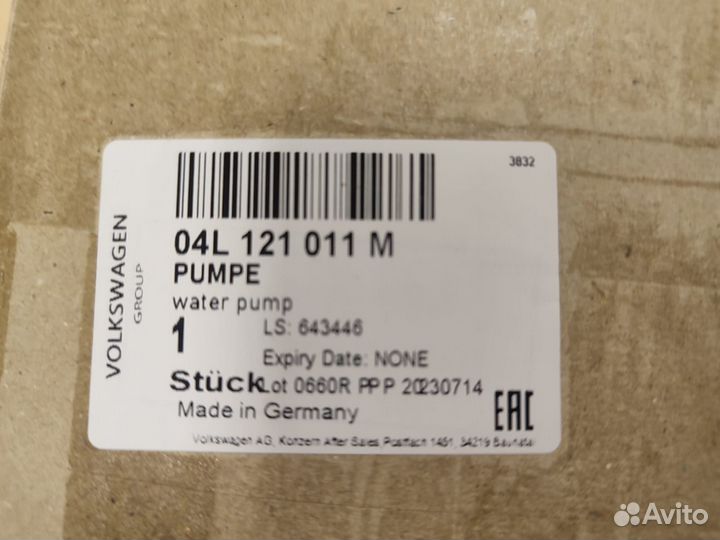 3832
04L 121 011 M
PUMPE
water pump
1
LS: 643446
Expiry Date: NONE
Stück
Lot 0660R PPP 20230714
Made in Germany
EAC
Volkswagen AG, Konzern After Sales, Postfach 1451, 34219
VOLKSWAGEN
GROUP
Avito